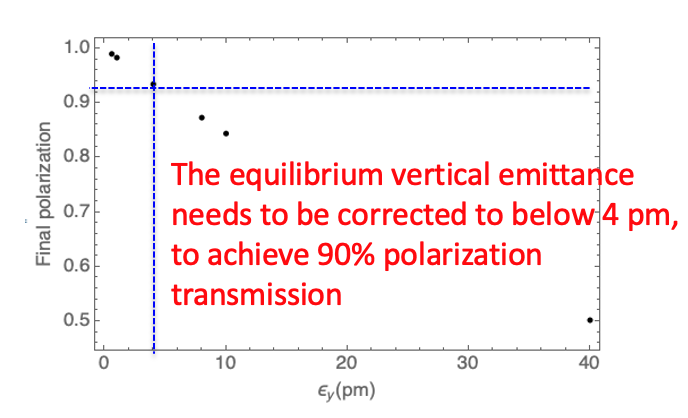 1.0
0.9
0.8
0.7
0.6
0.5
Final polarization
The equilibrium vertical emittance
needs to be corrected to below 4 pm,
to achieve 90% polarization
transmission
0 10 20 30 40
ϵy(pm)